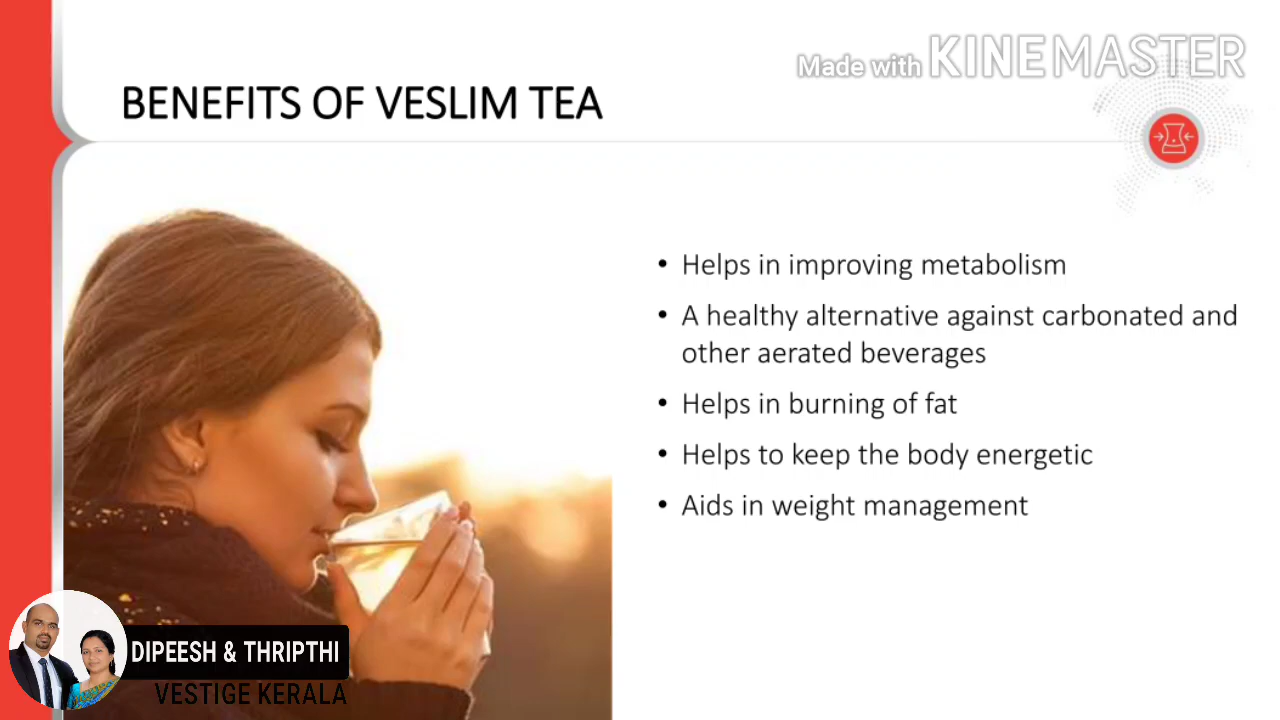 Made with KINEMASTER
BENEFITS OF VESLIM TEA
• Helps in improving metabolism
• A healthy alternative against carbonated and
other aerated beverages
• Helps in burning of fat
• Helps to keep the body energetic
• Aids in weight management
DIPEESH & THRIPTHI
VESTIGE KERALA